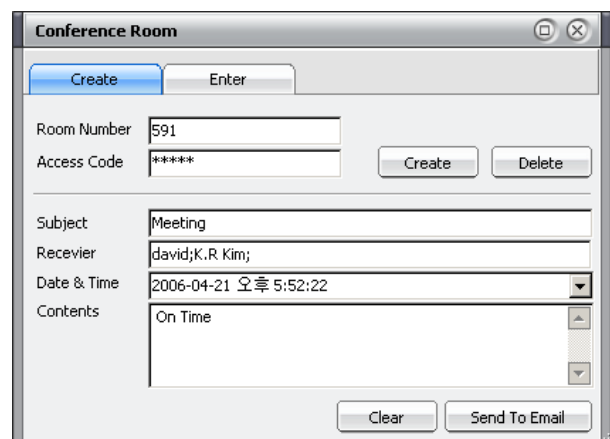 Conference Room
Create Enter
Room Number 591
Access Code *****
Create Delete
Subject Meeting
Recevier david;K.R Kim;
Date & Time 2006-04-21 오후 5:52:22
Contents On Time
Clear Send To Email